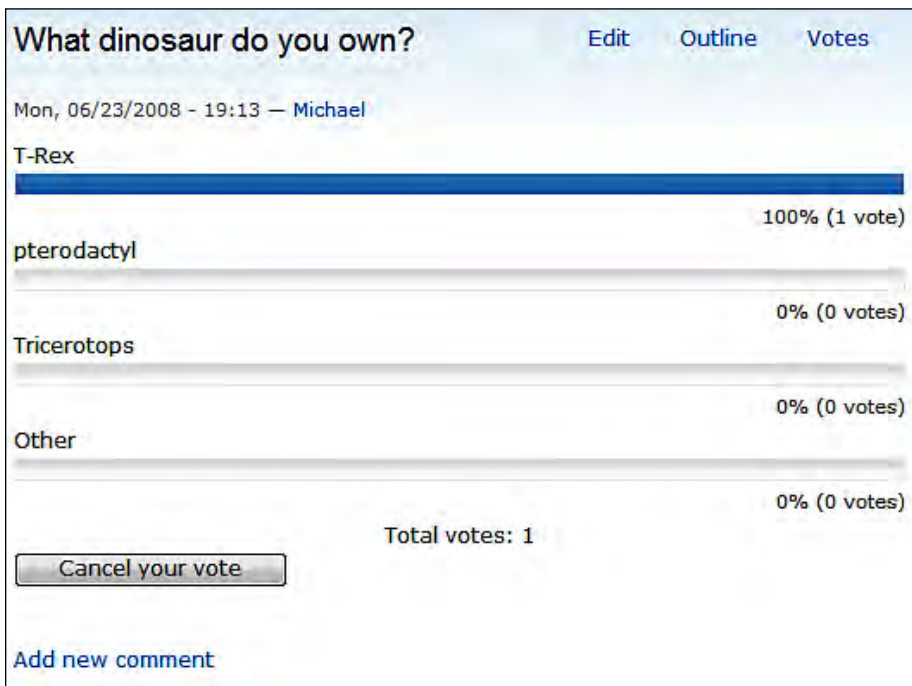 What dinosaur do you own? Edit Outline Votes
Mon, 06/23/2008 - 19:13 — Michael
T-Rex
100% (1 vote)
pterodactyl
0% (0 votes)
Tricerotops
0% (0 votes)
Other
0% (0 votes)
Total votes: 1
Cancel your vote
Add new comment